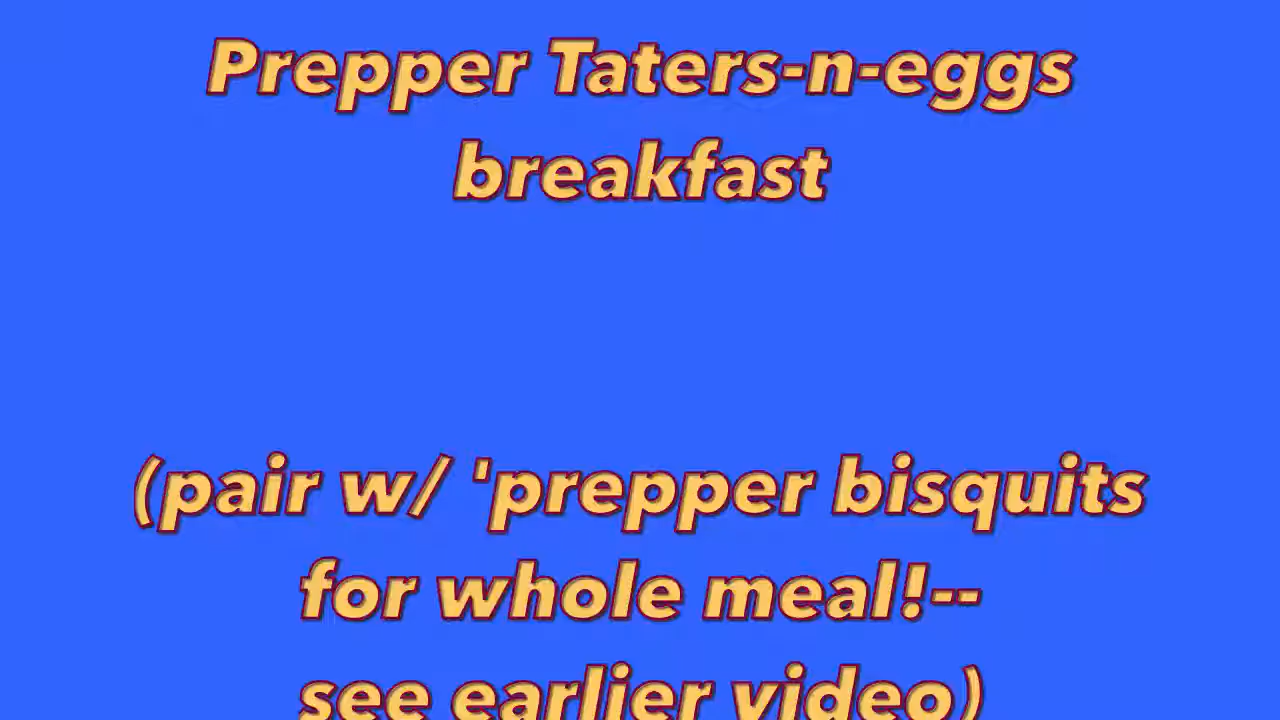 Prepper Taters-n-eggs
breakfast
(pair w/ 'prepper bisquits
for whole meal!--
see earlier video)